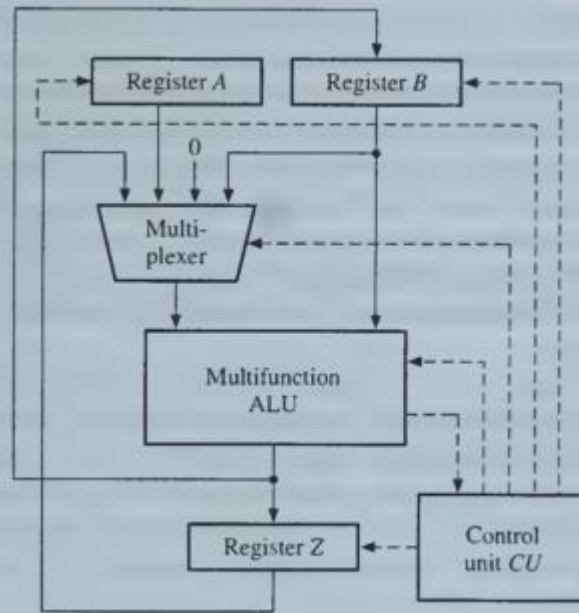 Register A
Register B
0
Multi-
plexer
Multifunction
ALU
Register Z
Control
unit CU